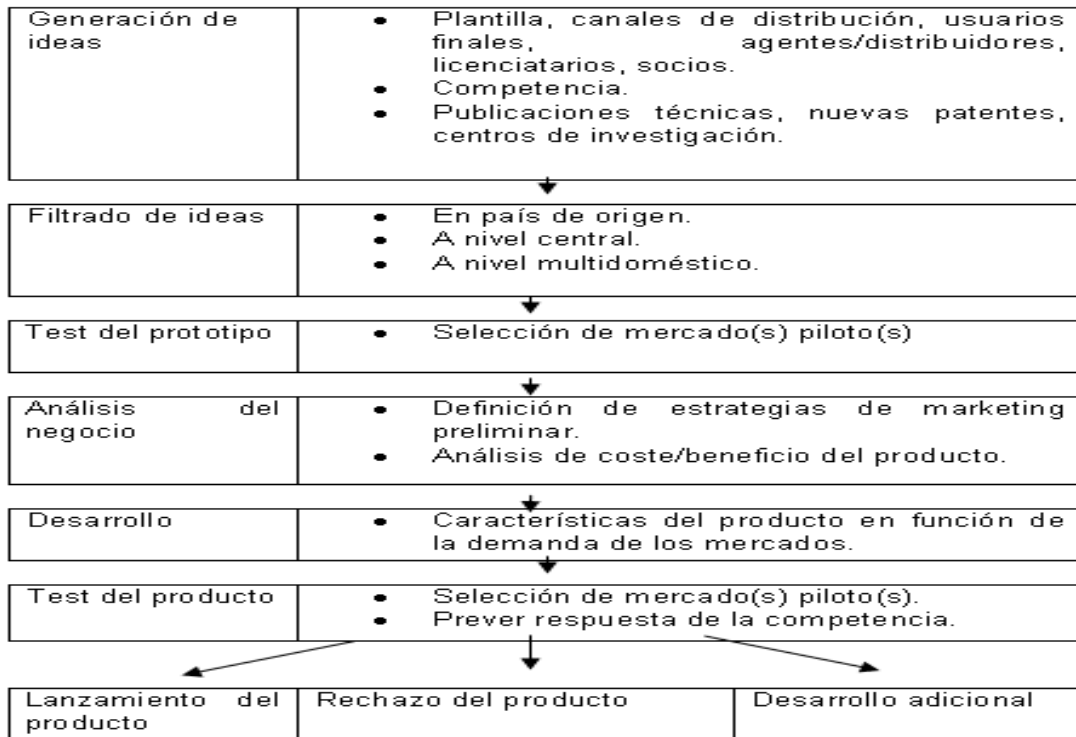 Generación de
ideas
• Plantilla, canales de distribución, usuarios
finales, agentes/distribuidores,
licenciatarios, socios.
• Competencia.
• Publicaciones técnicas, nuevas patentes,
centros de investigación.
Filtrado de ideas
• En país de origen.
• A nivel central.
• A nivel multidoméstico.
Test del prototipo
• Selección de mercado(s) piloto(s)
Análisis del
negocio
• Definición de estrategias de marketing
preliminar.
• Análisis de coste/beneficio del producto.
Desarrollo
• Características del producto en función de
la demanda de los mercados.
Test del producto
• Selección de mercado(s) piloto(s).
• Prever respuesta de la competencia.
Lanzamiento del
producto
Rechazo del producto
Desarrollo adicional